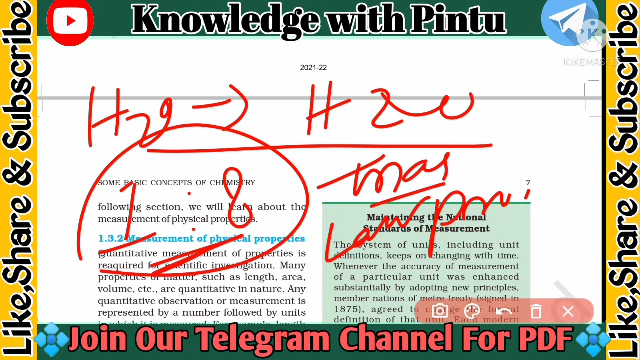 Knowledge with Pintu
Like,Share & Subscribe
Like,Share & Subscribe
KINEMASTER
2021-22
H2O → H 2 O
1 : 8
mas
Law
SOME BASIC CONCEPTS OF CHEMISTRY
7
following section, we will learn about the
measurement of physical properties.
1.3.2 Measurement of physical properties
Quantitative measurement of properties is
reaquired for scientific investigation. Many
properties of matter, such as length, area,
volume, etc., are quantitative in nature. Any
quantitative observation or measurement is
represented by a number followed by units
Maintaining the National
Standards of Measurement
The system of units, including unit
definitions, keeps on changing with time.
Whenever the accuracy of measurement
of a particular unit was enhanced
substantially by adopting new principles,
member nations of metre treaty (signed in
1875), agreed to change the formal
definition of that unit. Each modern
Join Our Telegram Channel For PDF